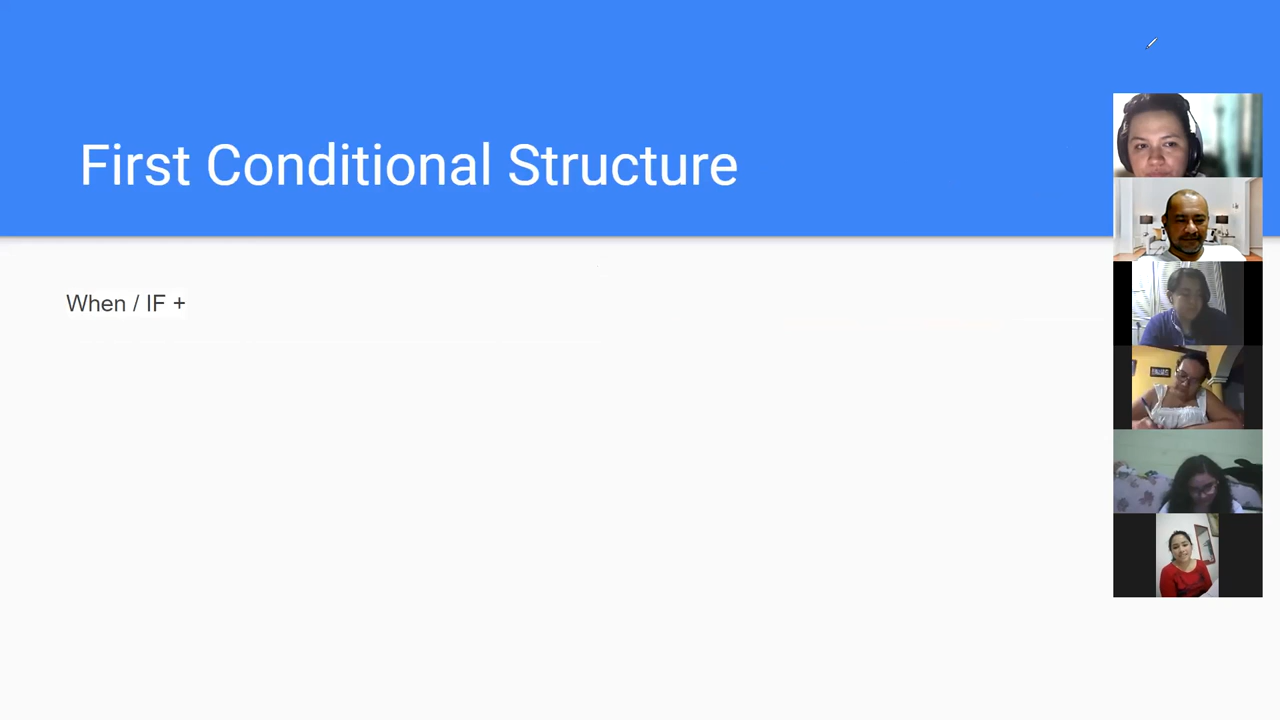 First Conditional Structure
When / IF +